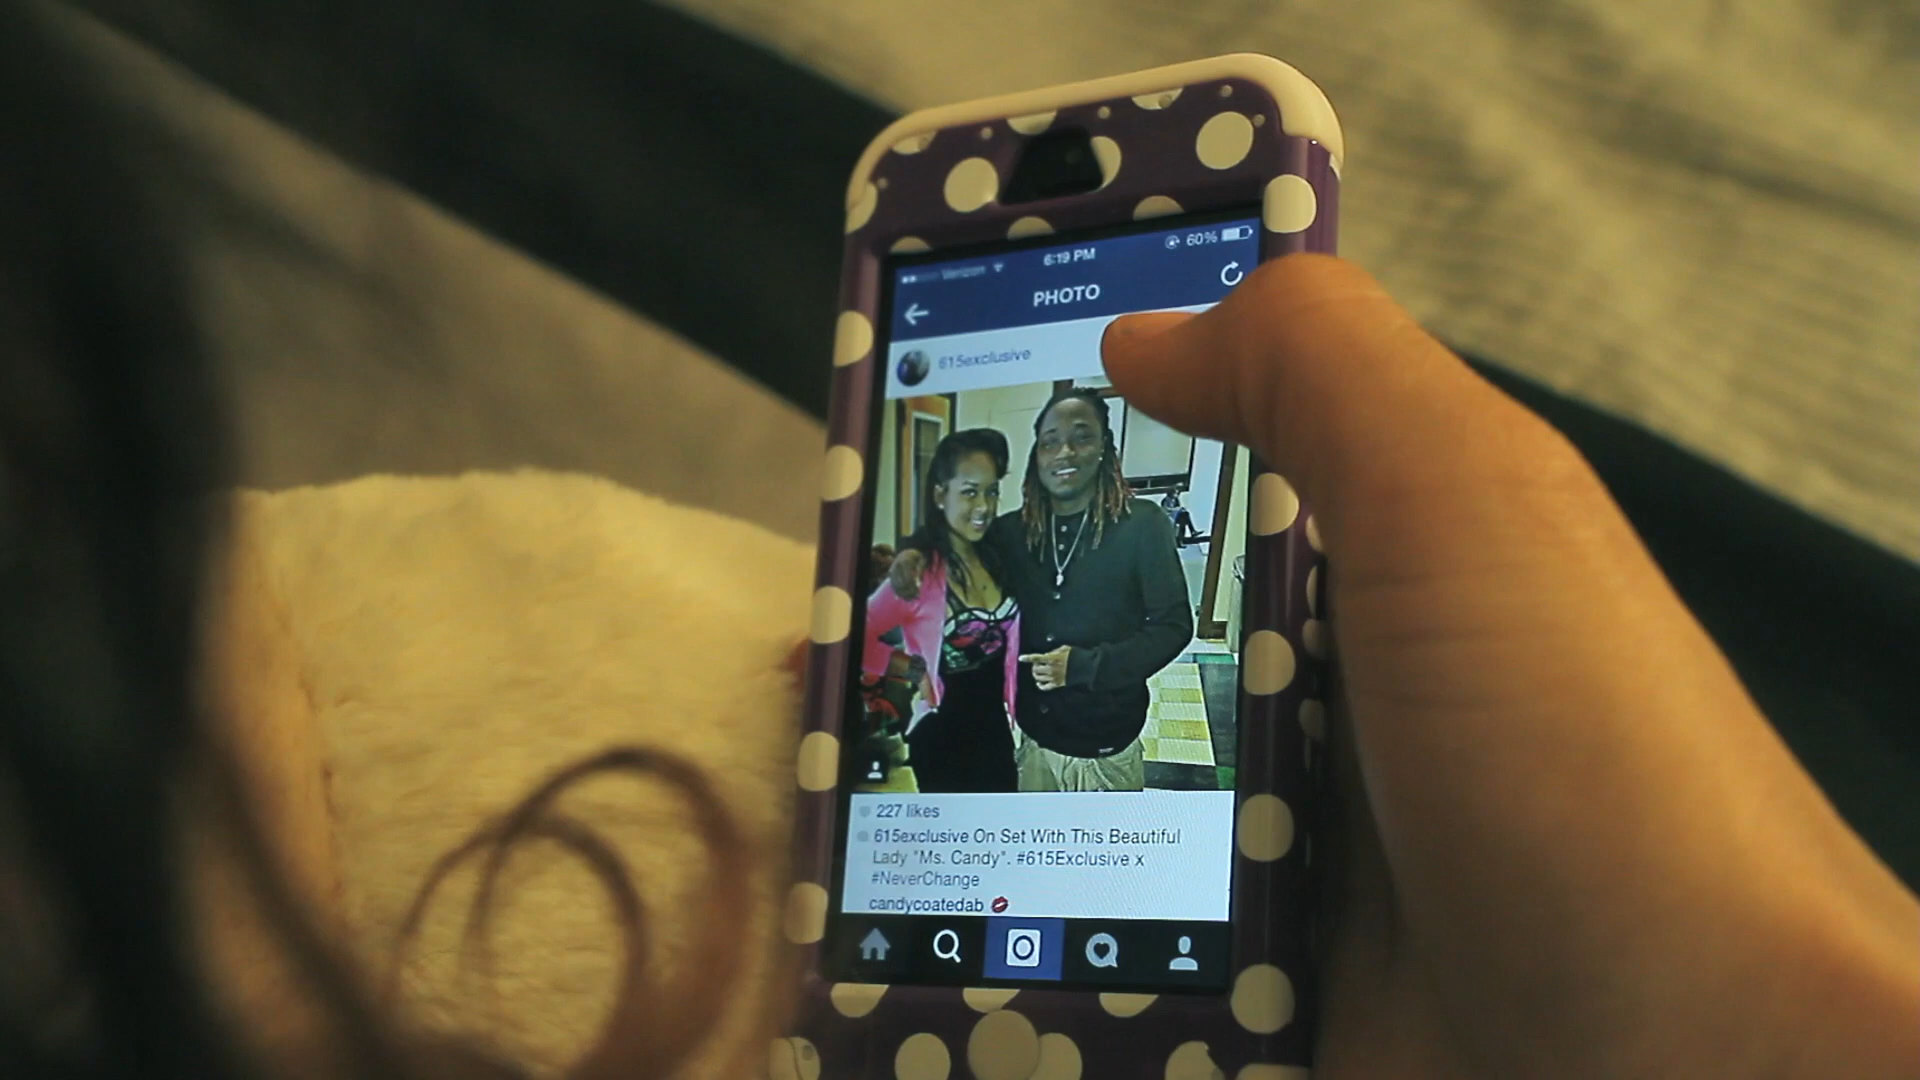 Verizon 6:19 PM 60%
PHOTO
615exclusive
227 likes
615exclusive On Set With This Beautiful
Lady "Ms. Candy". #615Exclusive x
#NeverChange
candycoatedab 💋